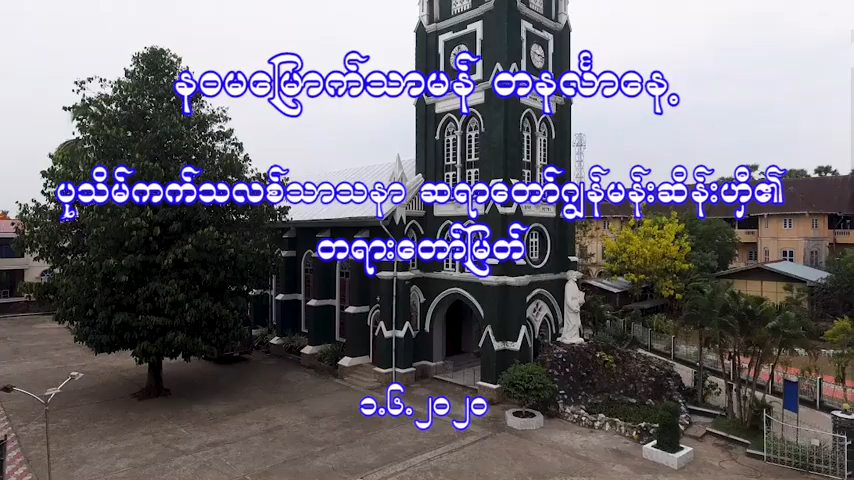 နဝမမြောက်သာမန် တနင်္လာနေ့
ပုသိမ်ကက်သလစ်သာသနာ ဆရာတော်ဂျွန်မန်းဆိန်းဟှီ၏
တရားတော်မြတ်
၁.၆.၂၀၂၀